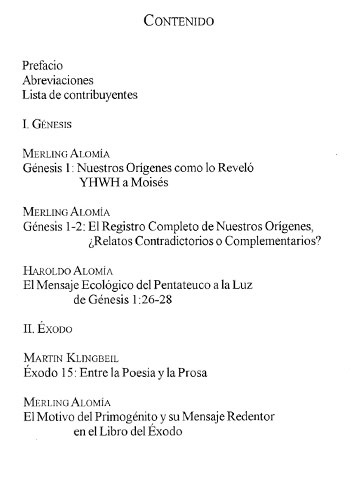 CONTENIDO
Prefacio
Abreviaciones
Lista de contribuyentes
I. GÉNESIS
MERLING ALOMÍA
Génesis 1: Nuestros Orígenes como lo Reveló
YHWH a Moisés
MERLING ALOMÍA
Génesis 1-2: El Registro Completo de Nuestros Orígenes,
¿Relatos Contradictorios o Complementarios?
HAROLDO ALOMÍA
El Mensaje Ecológico del Pentateuco a la Luz
de Génesis 1:26-28
II. ÉXODO
MARTIN KLINGBEIL
Éxodo 15: Entre la Poesía y la Prosa
MERLING ALOMÍA
El Motivo del Primogénito y su Mensaje Redentor
en el Libro del Éxodo